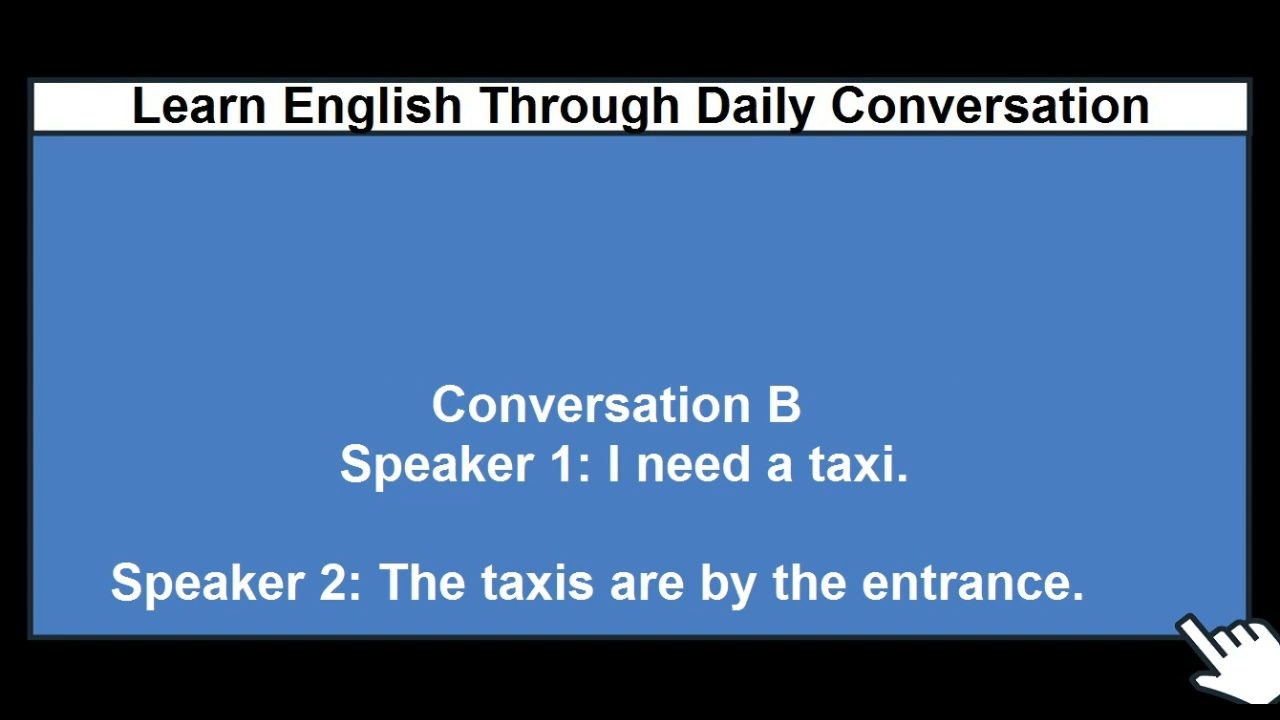 Learn English Through Daily Conversation
Conversation B
Speaker 1: I need a taxi.
Speaker 2: The taxis are by the entrance.